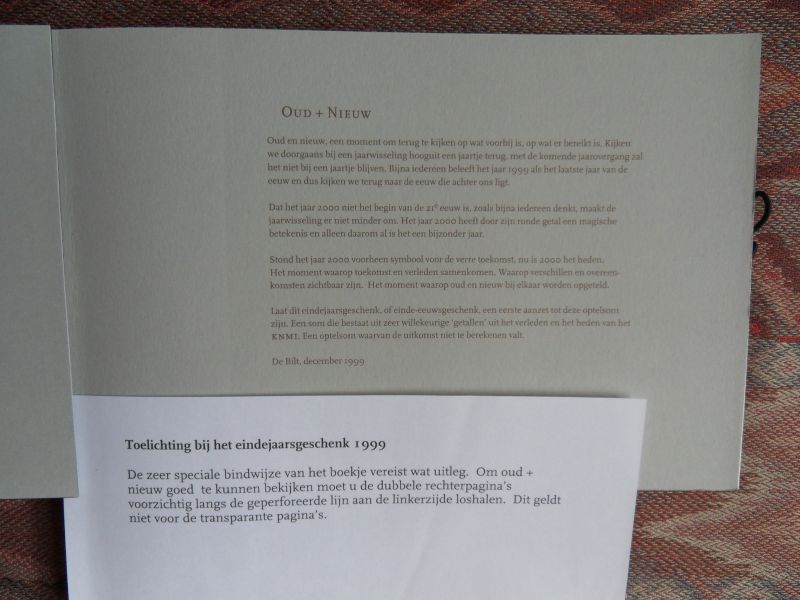 Oud + Nieuw
Oud en nieuw, een moment om terug te kijken op wat voorbij is, op wat er bereikt is. Kijken
we doorgaans bij een jaarwisseling hooguit een jaartje terug, met de komende jaarovergang zal
het niet bij een jaartje blijven. Bijna iedereen beleeft het jaar 1999 als het laatste jaar van de
eeuw en dus kijken we terug naar de eeuw die achter ons ligt.
Dat het jaar 2000 niet het begin van de 21e eeuw is, zoals bijna iedereen denkt, maakt de
jaarwisseling er niet minder om. Het jaar 2000 heeft door zijn ronde getal een magische
betekenis en alleen daarom al is het een bijzonder jaar.
Stond het jaar 2000 voorheen symbool voor de verre toekomst, nu is 2000 het heden.
Het moment waarop toekomst en verleden samenkomen. Waarop verschillen en overeen-
komsten zichtbaar zijn. Het moment waarop oud en nieuw bij elkaar worden opgeteld.
Laat dit eindejaarsgeschenk, of einde-eeuwsgeschenk, een eerste aanzet tot deze optelsom
zijn. Een som die bestaat uit zeer willekeurige 'getallen' uit het verleden en het heden van het
KNMI. Een optelsom waarvan de uitkomst niet te berekenen valt.
De Bilt, december 1999
Toelichting bij het eindejaarsgeschenk 1999
De zeer speciale bindwijze van het boekje vereist wat uitleg. Om oud +
nieuw goed te kunnen bekijken moet u de dubbele rechterpagina's
voorzichtig langs de geperforeerde lijn aan de linkerzijde loshalen. Dit geldt
niet voor de transparante pagina's.